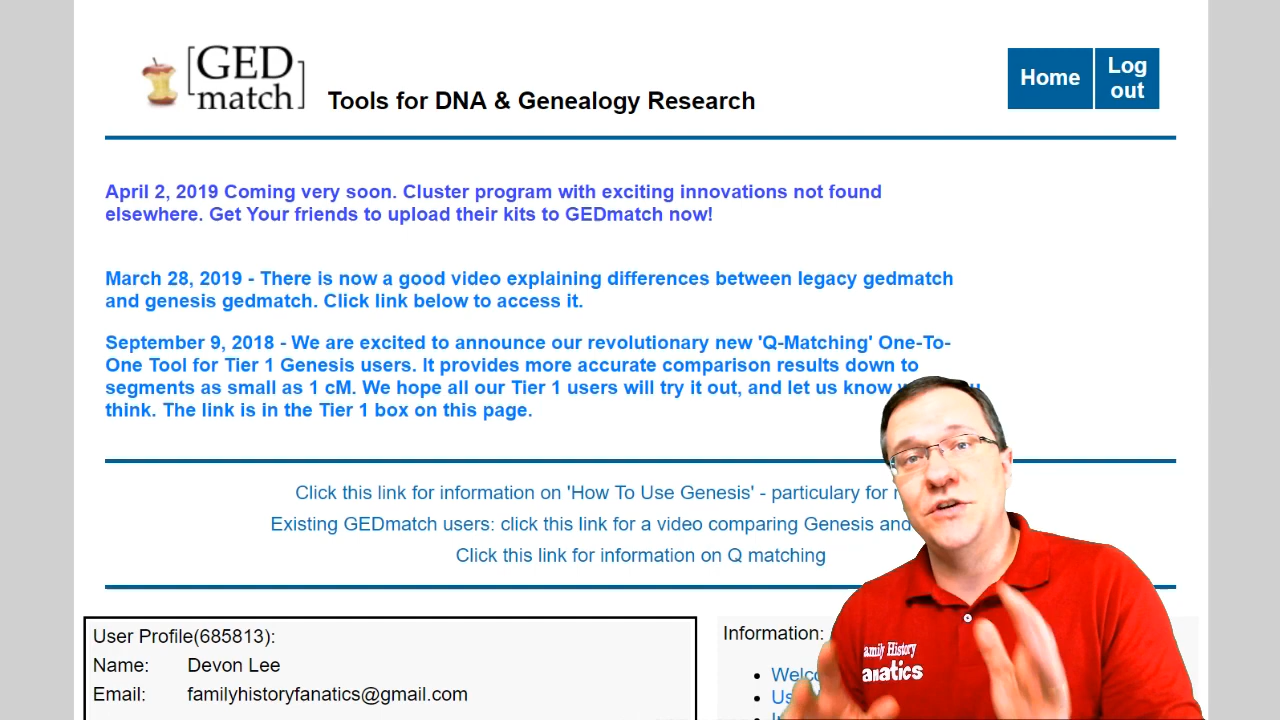 [GED
match]
Tools for DNA & Genealogy Research
Home
Log
out
April 2, 2019 Coming very soon. Cluster program with exciting innovations not found
elsewhere. Get Your friends to upload their kits to GEDmatch now!
March 28, 2019 - There is now a good video explaining differences between legacy gedmatch
and genesis gedmatch. Click link below to access it.
September 9, 2018 - We are excited to announce our revolutionary new 'Q-Matching' One-To-
One Tool for Tier 1 Genesis users. It provides more accurate comparison results down to
segments as small as 1 cM. We hope all our Tier 1 users will try it out, and let us know
think. The link is in the Tier 1 box on this page.
Click this link for information on 'How To Use Genesis' - particulary for
Existing GEDmatch users: click this link for a video comparing Genesis and
Click this link for information on Q matching
User Profile(685813):
Name: Devon Lee
Email: familyhistoryfanatics@gmail.com
Information:
amily History
anatics